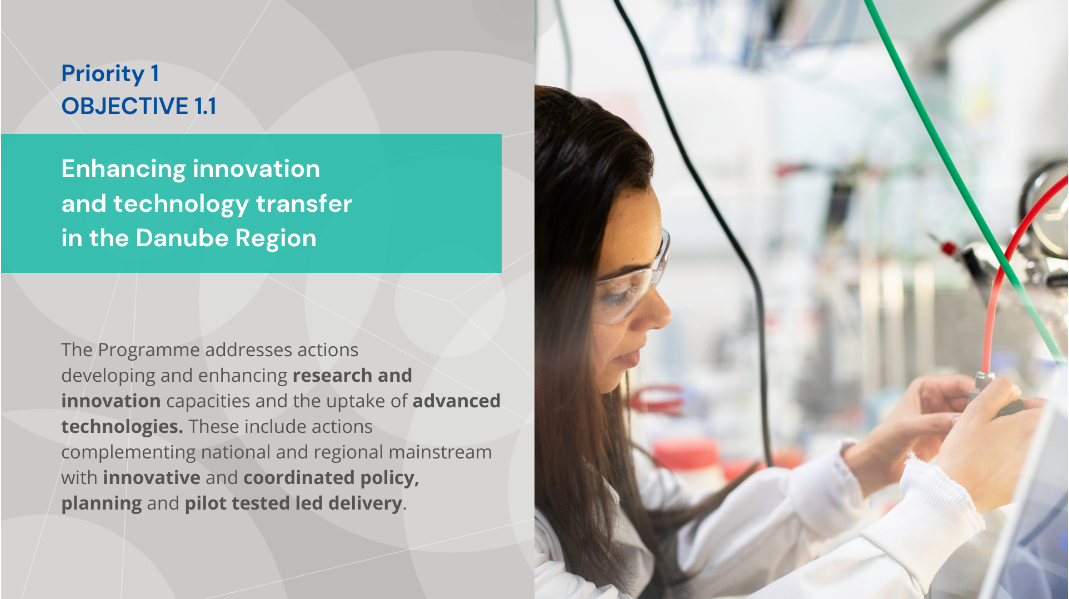 Priority 1
OBJECTIVE 1.1
Enhancing innovation
and technology transfer
in the Danube Region
The Programme addresses actions
developing and enhancing research and
innovation capacities and the uptake of advanced
technologies. These include actions
complementing national and regional mainstream
with innovative and coordinated policy,
planning and pilot tested led delivery.